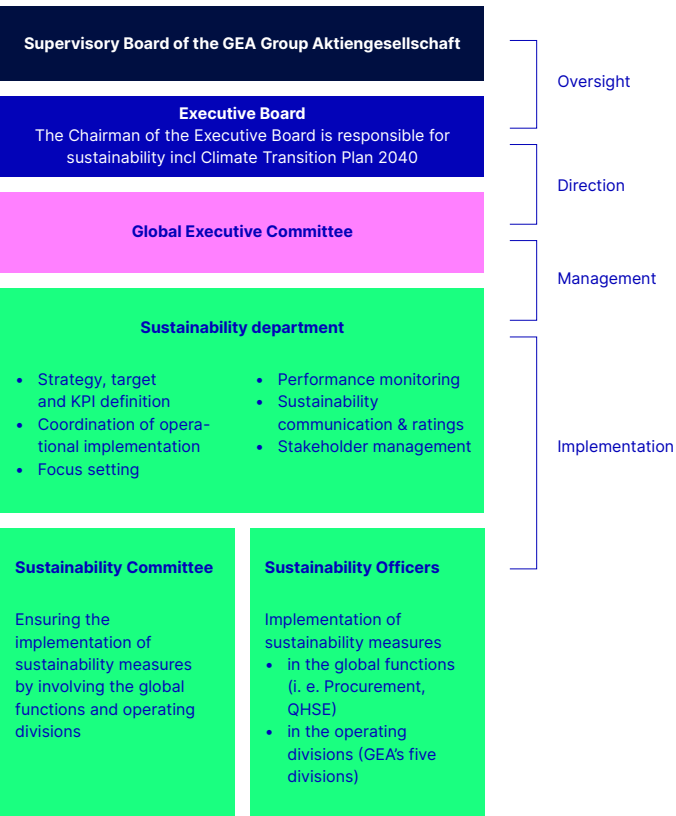 Supervisory Board of the GEA Group Aktiengesellschaft
Oversight
Executive Board
The Chairman of the Executive Board is responsible for
sustainability incl Climate Transition Plan 2040
Direction
Global Executive Committee
Management
Sustainability department
• Strategy, target
and KPI definition
• Coordination of opera-
tional implementation
• Focus setting
• Performance monitoring
• Sustainability
communication & ratings
• Stakeholder management
Implementation
Sustainability Committee
Ensuring the
implementation of
sustainability measures
by involving the global
functions and operating
divisions
Sustainability Officers
Implementation of
sustainability measures
• in the global functions
(i. e. Procurement,
QHSE)
• in the operating
divisions (GEA’s five
divisions)